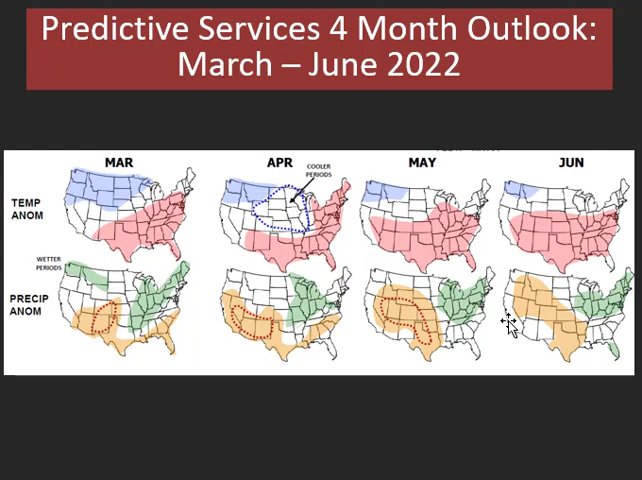 Predictive Services 4 Month Outlook:
March – June 2022
MAR
APR
MAY
JUN
COOLER
PERIODS
TEMP
ANOM
WETTER
PERIODS
PRECIP
ANOM